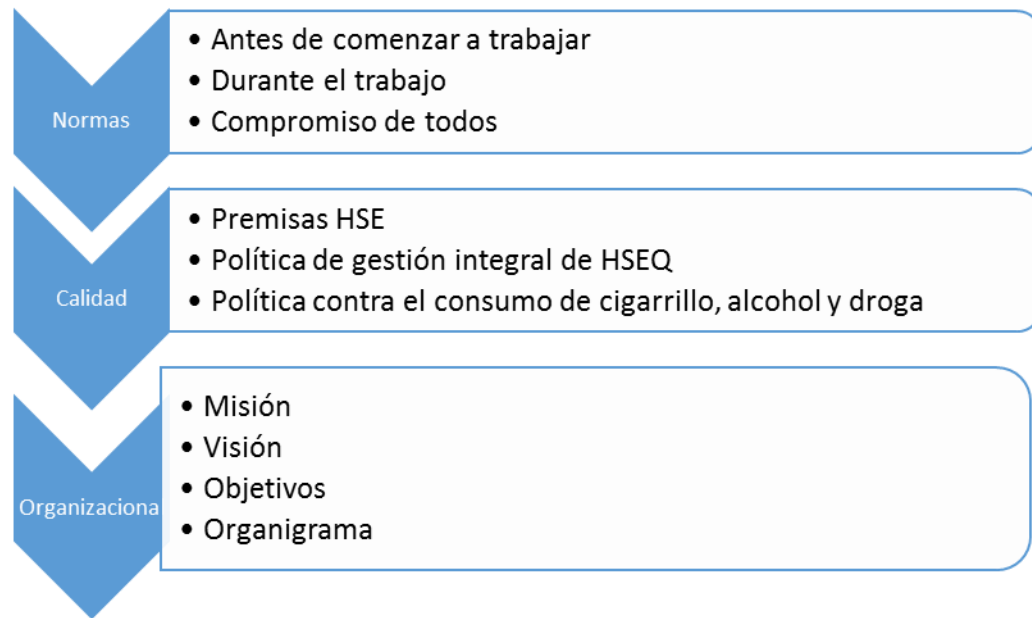 Normas
• Antes de comenzar a trabajar
• Durante el trabajo
• Compromiso de todos
Calidad
• Premisas HSE
• Política de gestión integral de HSEQ
• Política contra el consumo de cigarrillo, alcohol y droga
Organizaciona
• Misión
• Visión
• Objetivos
• Organigrama